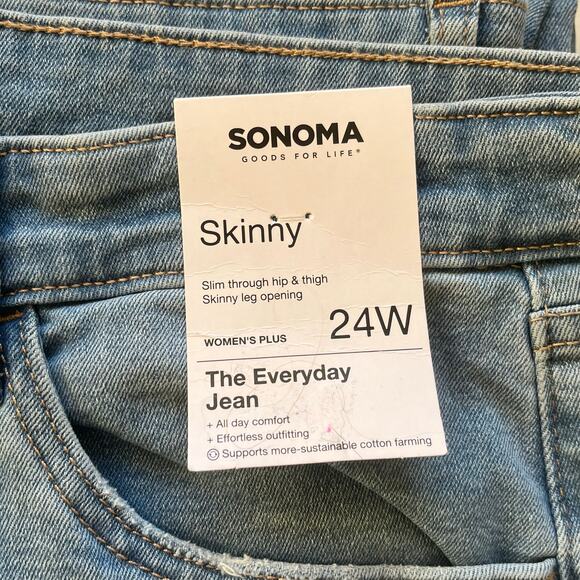 SONOMA
GOODS FOR LIFE®
Skinny
Slim through hip & thigh
Skinny leg opening
WOMEN'S PLUS 24W
The Everyday
Jean
+ All day comfort
+ Effortless outfitting
Supports more-sustainable cotton farming